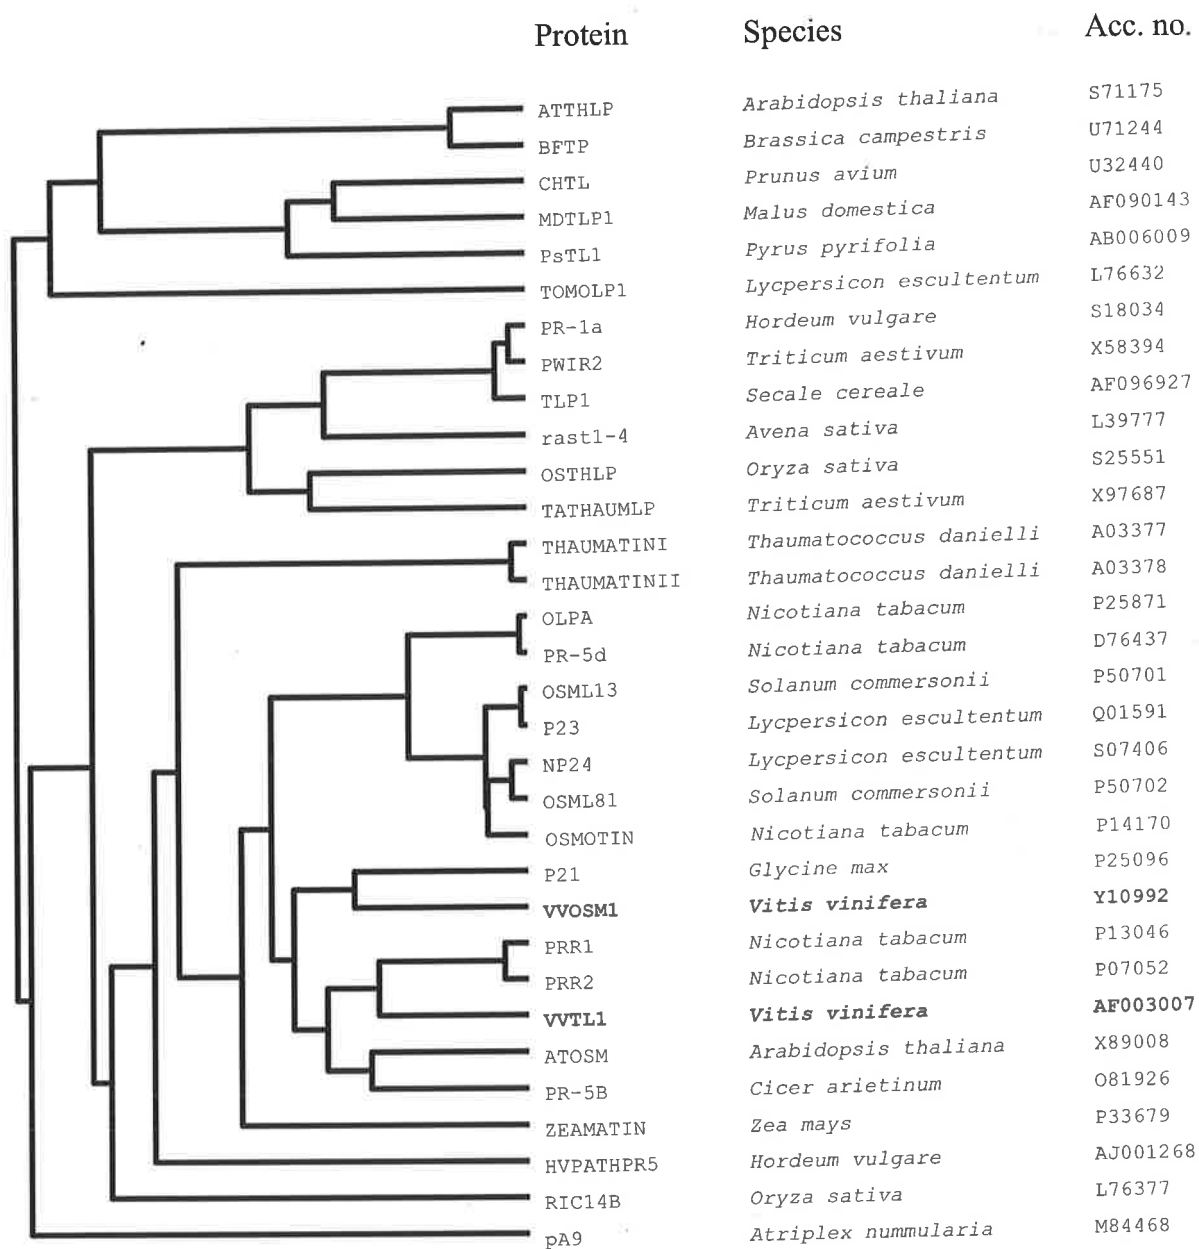 Protein Species Acc. no.
ATTHLP Arabidopsis thaliana S71175
BFTP Brassica campestris U71244
CHTL Prunus avium U32440
MDTLP1 Malus domestica AF090143
PsTL1 Pyrus pyrifolia AB006009
TOMOLP1 Lycpersicon escultentum L76632
PR-1a Hordeum vulgare S18034
PWIR2 Triticum aestivum X58394
TLP1 Secale cereale AF096927
rast1-4 Avena sativa L39777
OSTHLP Oryza sativa S25551
TATHAUMLP Triticum aestivum X97687
THAUMATINI Thaumatococcus danielli A03377
THAUMATINII Thaumatococcus danielli A03378
OLPA Nicotiana tabacum P25871
PR-5d Nicotiana tabacum D76437
OSML13 Solanum commersonii P50701
P23 Lycpersicon escultentum Q01591
NP24 Lycpersicon escultentum S07406
OSML81 Solanum commersonii P50702
OSMOTIN Nicotiana tabacum P14170
P21 Glycine max P25096
VVOSM1 Vitis vinifera Y10992
PRR1 Nicotiana tabacum P13046
PRR2 Nicotiana tabacum P07052
VVTL1 Vitis vinifera AF003007
ATOSM Arabidopsis thaliana X89008
PR-5B Cicer arietinum O81926
ZEAMATIN Zea mays P33679
HVPATHPR5 Hordeum vulgare AJ001268
RIC14B Oryza sativa L76377
pA9 Atriplex nummularia M84468